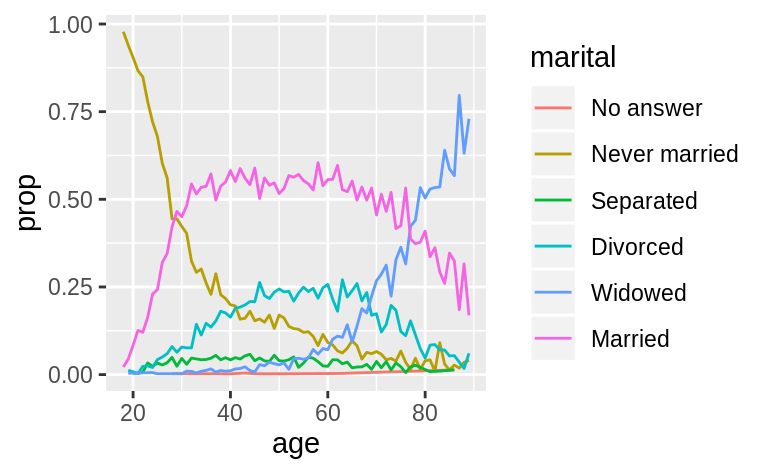 1.00
0.75
0.50
0.25
0.00
prop
20 40 60 80
age
marital
No answer
Never married
Separated
Divorced
Widowed
Married